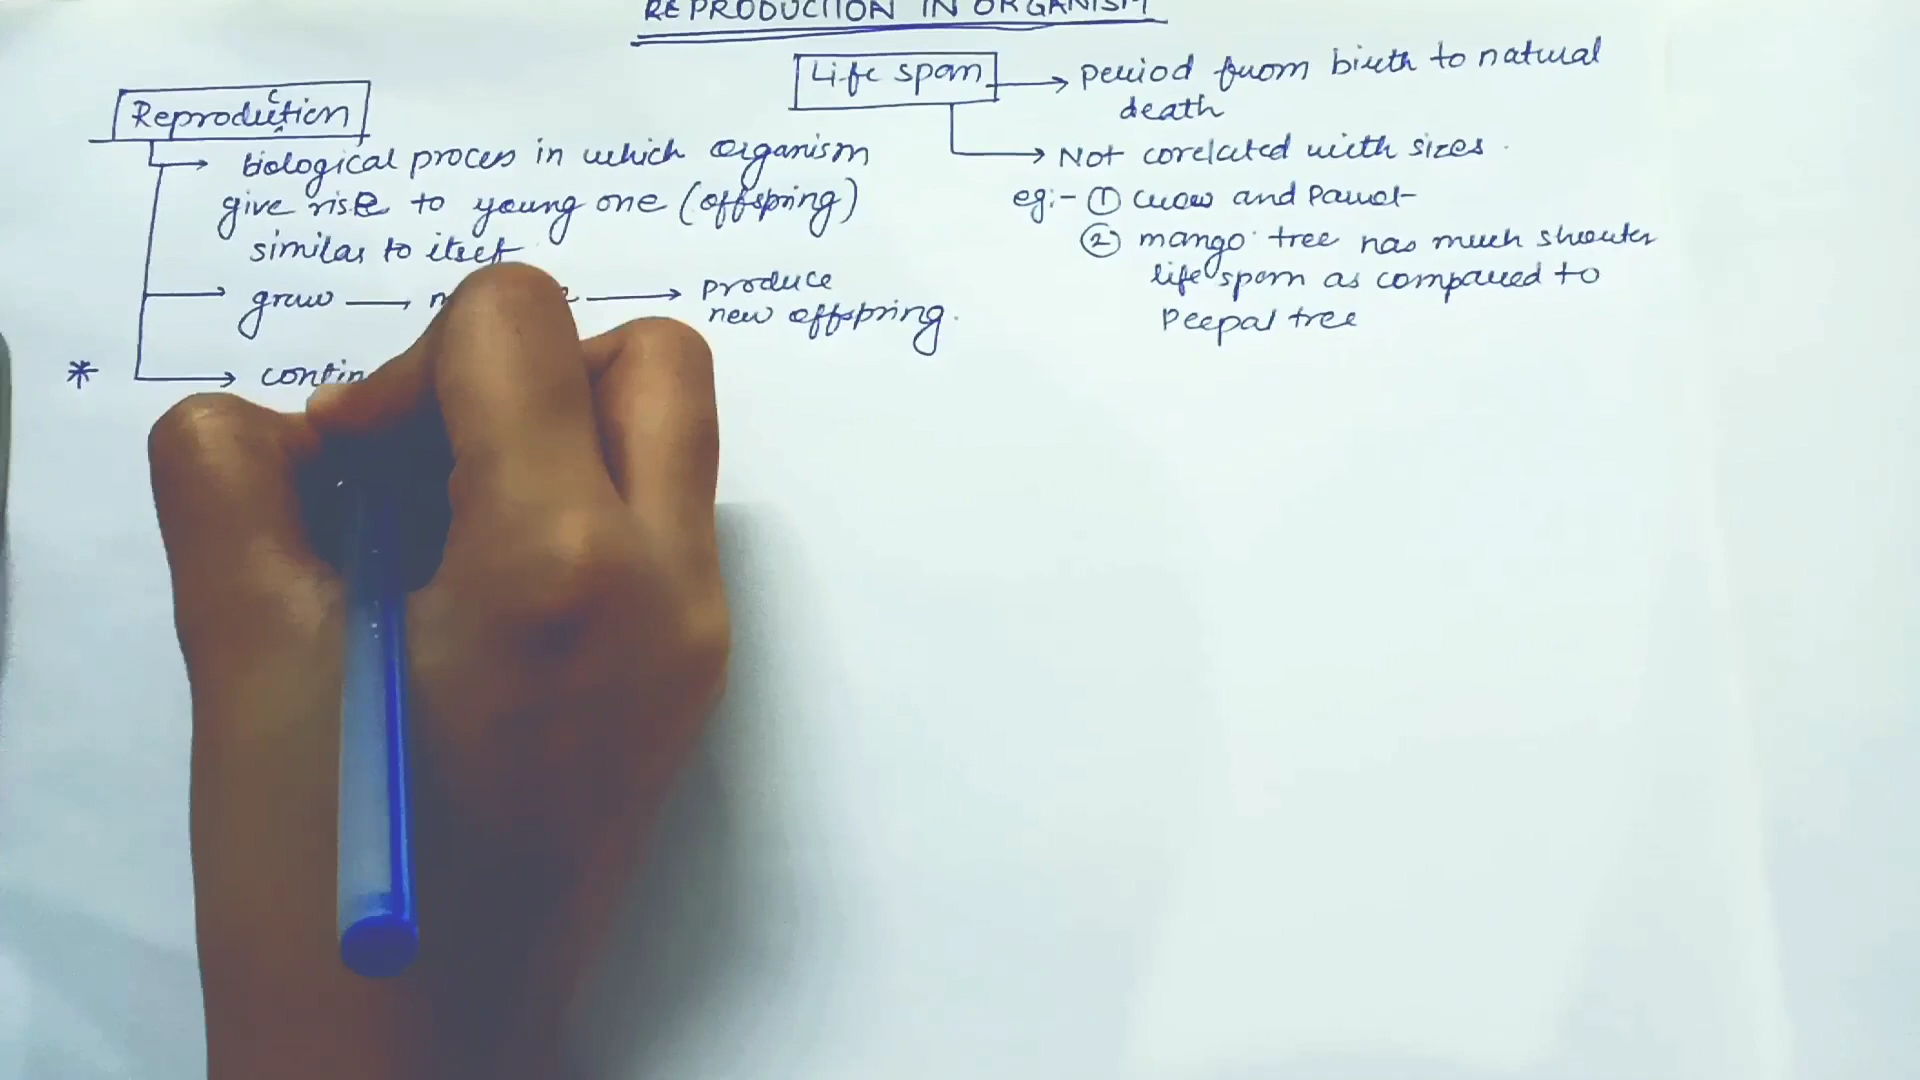 REPRODUCTION IN ORGANISM
Reproduction
biological process in which organism
give rise to young one (offspring)
similar to itself
grow
produce
new offspring.
* contin
Life span → period from birth to natural
death
Not corelated with sizes.
eg:- ① crow and Parrot
② mango tree has much shorter
life span as compared to
Peepal tree